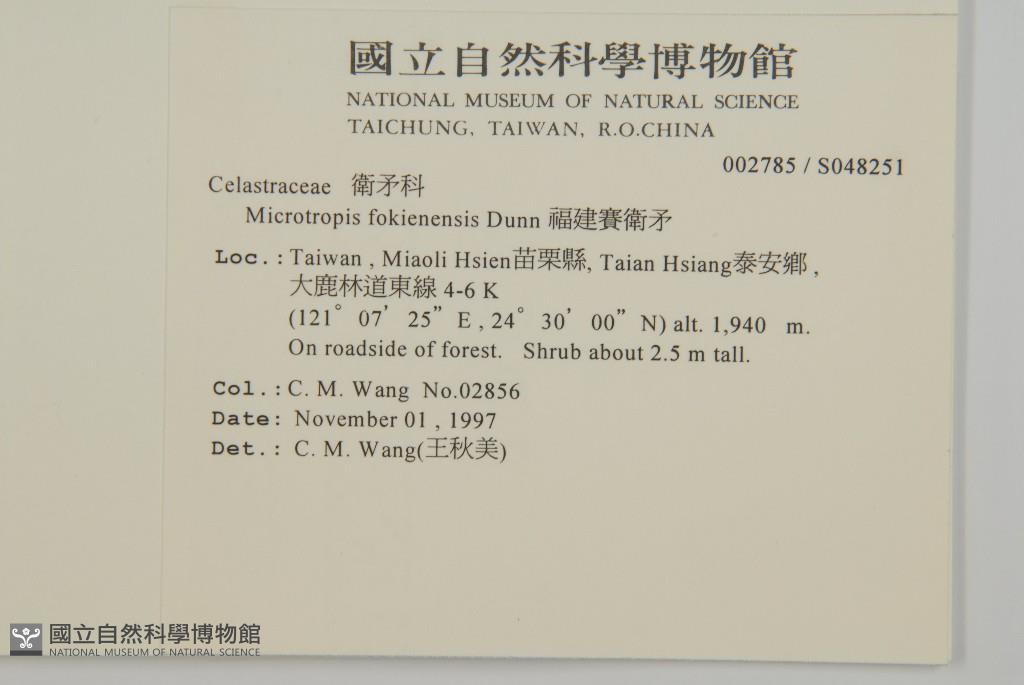 國立自然科學博物館
NATIONAL MUSEUM OF NATURAL SCIENCE
TAICHUNG, TAIWAN, R.O.CHINA
002785 / S048251
Celastraceae 衛矛科
Microtropis fokienensis Dunn 福建賽衛矛
Loc.: Taiwan , Miaoli Hsien苗栗縣, Taian Hsiang泰安鄉 ,
大鹿林道東線 4-6 K
(121° 07’ 25” E , 24° 30’ 00” N) alt. 1,940 m.
On roadside of forest. Shrub about 2.5 m tall.
Col.: C. M. Wang No.02856
Date: November 01 , 1997
Det.: C. M. Wang(王秋美)
國立自然科學博物館
NATIONAL MUSEUM OF NATURAL SCIENCE